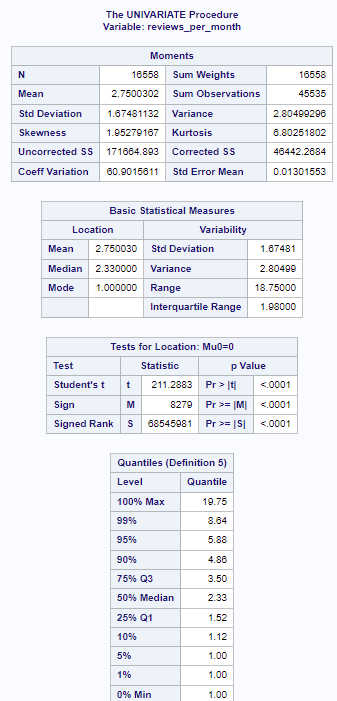 The UNIVARIATE Procedure
Variable: reviews_per_month
Moments
N 16558 Sum Weights 16558
Mean 2.7500302 Sum Observations 45535
Std Deviation 1.67481132 Variance 2.80499296
Skewness 1.95279167 Kurtosis 6.80251802
Uncorrected SS 171664.893 Corrected SS 46442.2684
Coeff Variation 60.9015611 Std Error Mean 0.01301553
Basic Statistical Measures
Location Variability
Mean 2.750030 Std Deviation 1.67481
Median 2.330000 Variance 2.80499
Mode 1.000000 Range 18.75000
Interquartile Range 1.98000
Tests for Location: Mu0=0
Test Statistic p Value
Student's t t 211.2883 Pr > |t| <.0001
Sign M 8279 Pr >= |M| <.0001
Signed Rank S 68545981 Pr >= |S| <.0001
Quantiles (Definition 5)
Level Quantile
100% Max 19.75
99% 8.64
95% 5.88
90% 4.86
75% Q3 3.50
50% Median 2.33
25% Q1 1.52
10% 1.12
5% 1.00
1% 1.00
0% Min 1.00